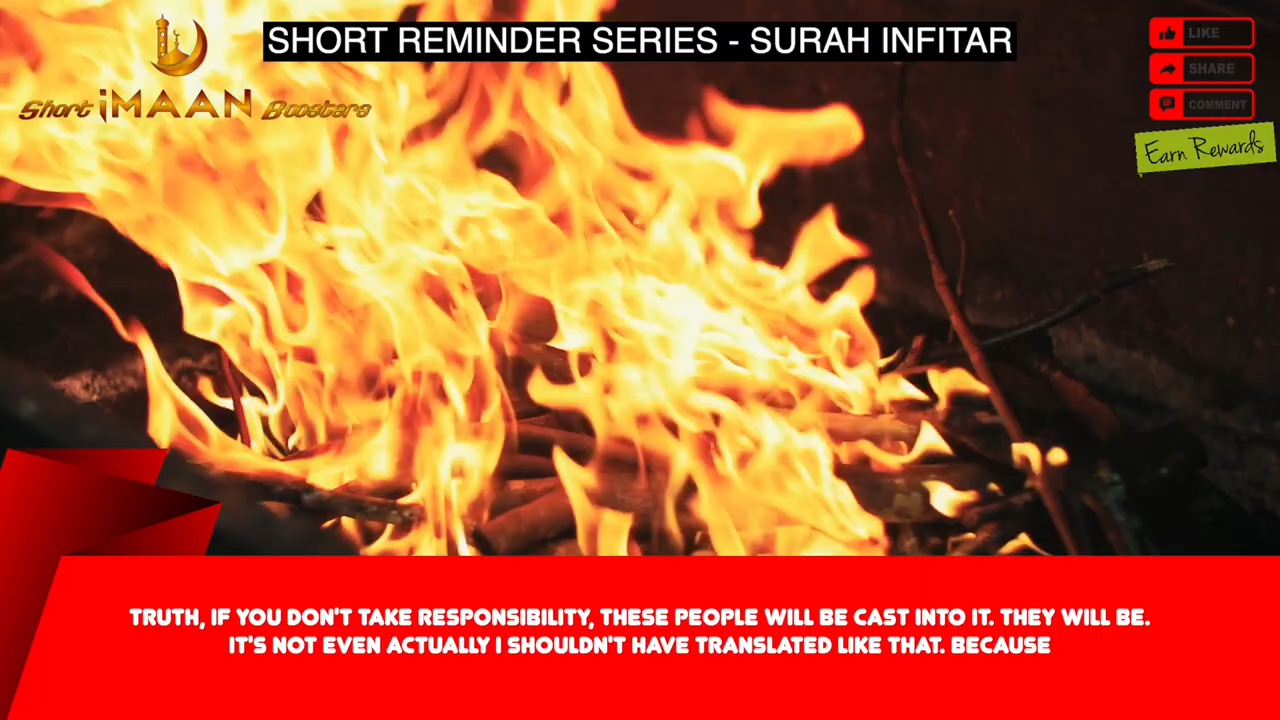 SHORT REMINDER SERIES - SURAH INFITAR
Short iMAAN Boosters
LIKE
SHARE
COMMENT
Earn Rewards
TRUTH, IF YOU DON'T TAKE RESPONSIBILITY, THESE PEOPLE WILL BE CAST INTO IT. THEY WILL BE.
IT'S NOT EVEN ACTUALLY I SHOULDN'T HAVE TRANSLATED LIKE THAT. BECAUSE